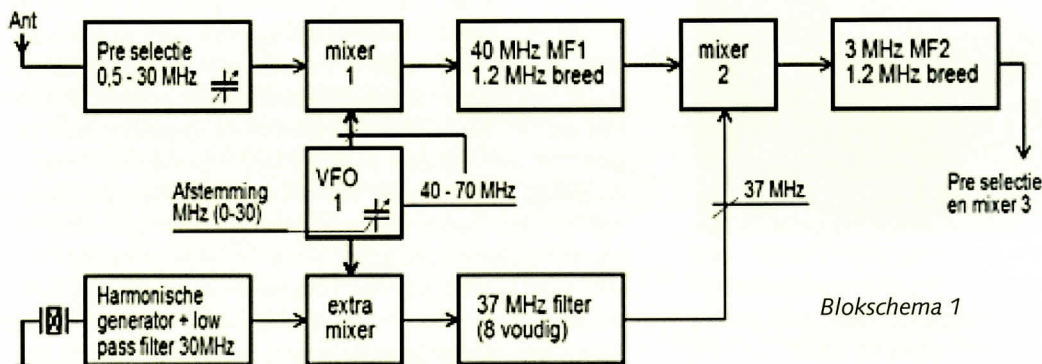 Ant
Pre selectie
0,5 - 30 MHz
mixer
1
40 MHz MF1
1.2 MHz breed
mixer
2
3 MHz MF2
1.2 MHz breed
VFO
1
Afstemming
MHz (0-30)
40 - 70 MHz
37 MHz
Pre selectie
en mixer 3
Harmonische
generator + low
pass filter 30MHz
extra
mixer
37 MHz filter
(8 voudig)
Blokschema 1